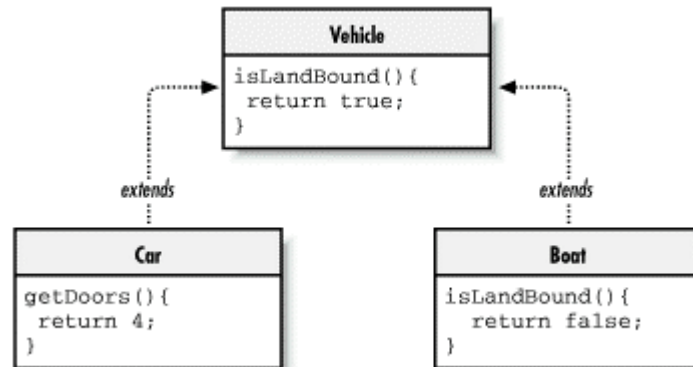 Vehicle
isLandBound(){
 return true;
}
extends
extends
Car
getDoors(){
 return 4;
}
Boat
isLandBound(){
  return false;
}